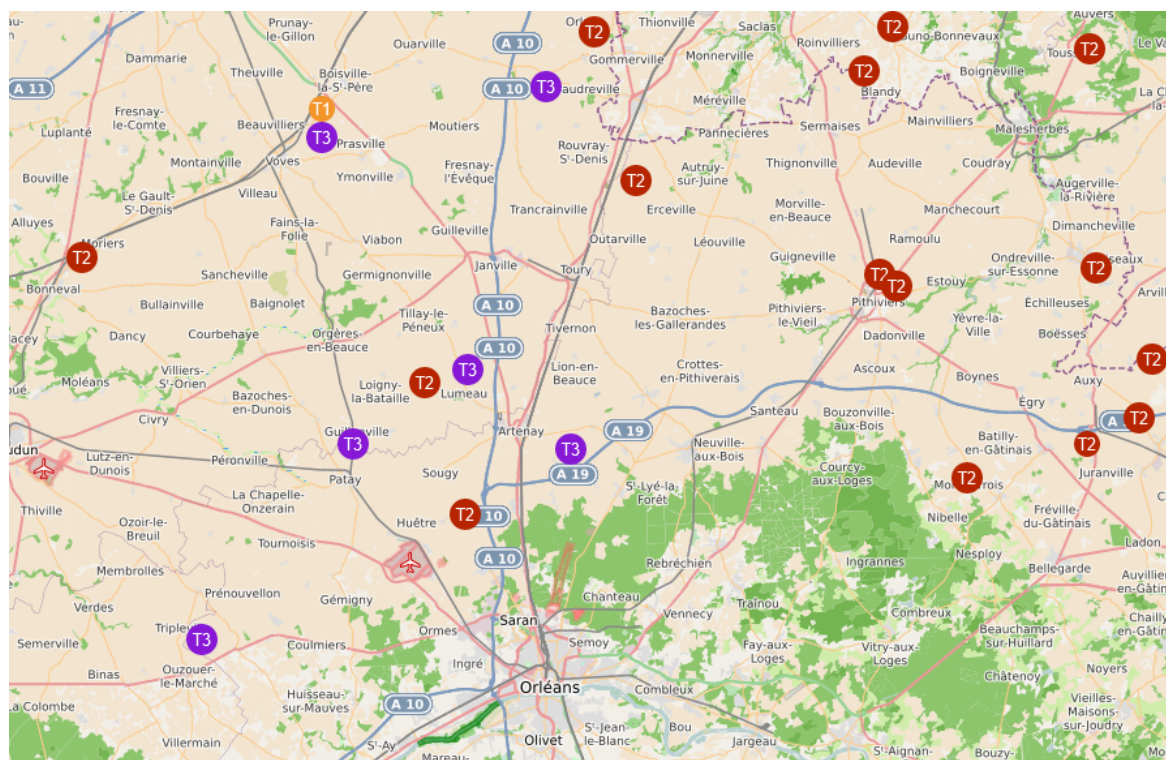 Prunay-
le-Gillon
Ouarville
A 10
T2
Gommerville
Thionville
Saclas
Roinvilliers
T2
uno-Bonnevaux
Auvers
T2
Dammarie
Monnerville
Theuville
Boisville-
la-Sᵗ-Père
A 11
A 10
T3
audreville
T2
Blandy
Boigneville
Méréville
Fresnay-
le-Comte
T1
Beauvilliers
T3
Prasville
Moutiers
Pannecières
Sermaises
Mainvilliers
Malesherbes
Luplanté
Montainville
Voves
Rouvray-
Sᵗ-Denis
Fresnay-
l'Évêque
Autruy-
sur-Juine
Thignonville
Audeville
Coudray
Bouville
Ymonville
T2
Augerville-
la-Rivière
Le Gault-
Sᵗ-Denis
Villeau
Trancrainville
Erceville
Morville-
en-Beauce
Manchecourt
Alluyes
Fains-la-
Folie
Guilleville
Viabon
Outarville
Léouville
Ramoulu
Dimancheville
T2
Moriers
Guigneville
Ondreville-
sur-Essonne
T2
seaux
Bonneval
Sancheville
Germignonville
Janville
Toury
T2
T2
Estouy
Bullainville
Baignolet
A 10
Pithiviers
Échilleuses
Tillay-le-
Péneux
Bazoches-
les-Gallerandes
Pithiviers-
le-Vieil
Yèvre-la-
Ville
Dancy
Courbehaye
Orgères-
en-Beauce
Tivernon
Dadonville
Boësses
A 10
T2
Moléans
Villiers-
Sᵗ-Orien
Loigny-
la-Bataille
T2
T3
Lumeau
Lion-en-
Beauce
Crottes-
en-Pithiverais
Ascoux
Boynes
Auxy
Bazoches-
en-Dunois
Civry
Santeau
Bouzonville-
aux-Bois
Égry
T2
T3
Artenay
A 19
Neuville-
aux-Bois
Batilly-
en-Gâtinais
T2
Lutz-en-
Dunois
Péronville
Patay
Sougy
T3
A 19
Courcy-
aux-Loges
T2
Juranville
La Chapelle-
Onzerain
Sᵗ-Lyé-la
Forêt
Thiville
Ozoir-le-
Breuil
Huêtre
T2
Nibelle
Fréville-
du-Gâtinais
Tournoisis
A 10
Rebréchien
Ingrannes
Nesploy
Ladon
Membrolles
Bellegarde
Prénouvellon
Gémigny
Chanteau
Traînou
Combreux
Verdes
Saran
Vennecy
Beauchamps-
sur-Huillard
Semerville
T3
Coulmiers
Ormes
Semoy
Fay-aux-
Loges
Vitry-aux-
Loges
Noyers
Binas
Ouzouer-
le-Marché
Ingré
Orléans
Combleux
Châtenoy
Huisseau-
sur-Mauves
A 10
Sᵗ-Jean-
le-Blanc
Bou
Vieilles-
Maisons-
sur-Joudry
Villermain
Sᵗ-Ay
Olivet
Jargeau
Sᵗ-Aignan-
Bouzy-
Mareau-